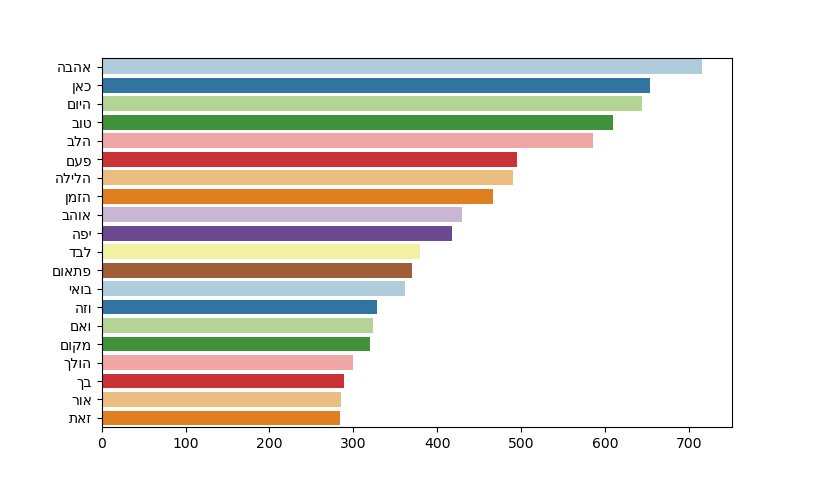 אהבה
כאן
היום
טוב
הלב
פעם
הלילה
הזמן
אוהב
יפה
לבד
פתאום
בואי
וזה
ואם
מקום
הולך
בך
אור
זאת
0 100 200 300 400 500 600 700